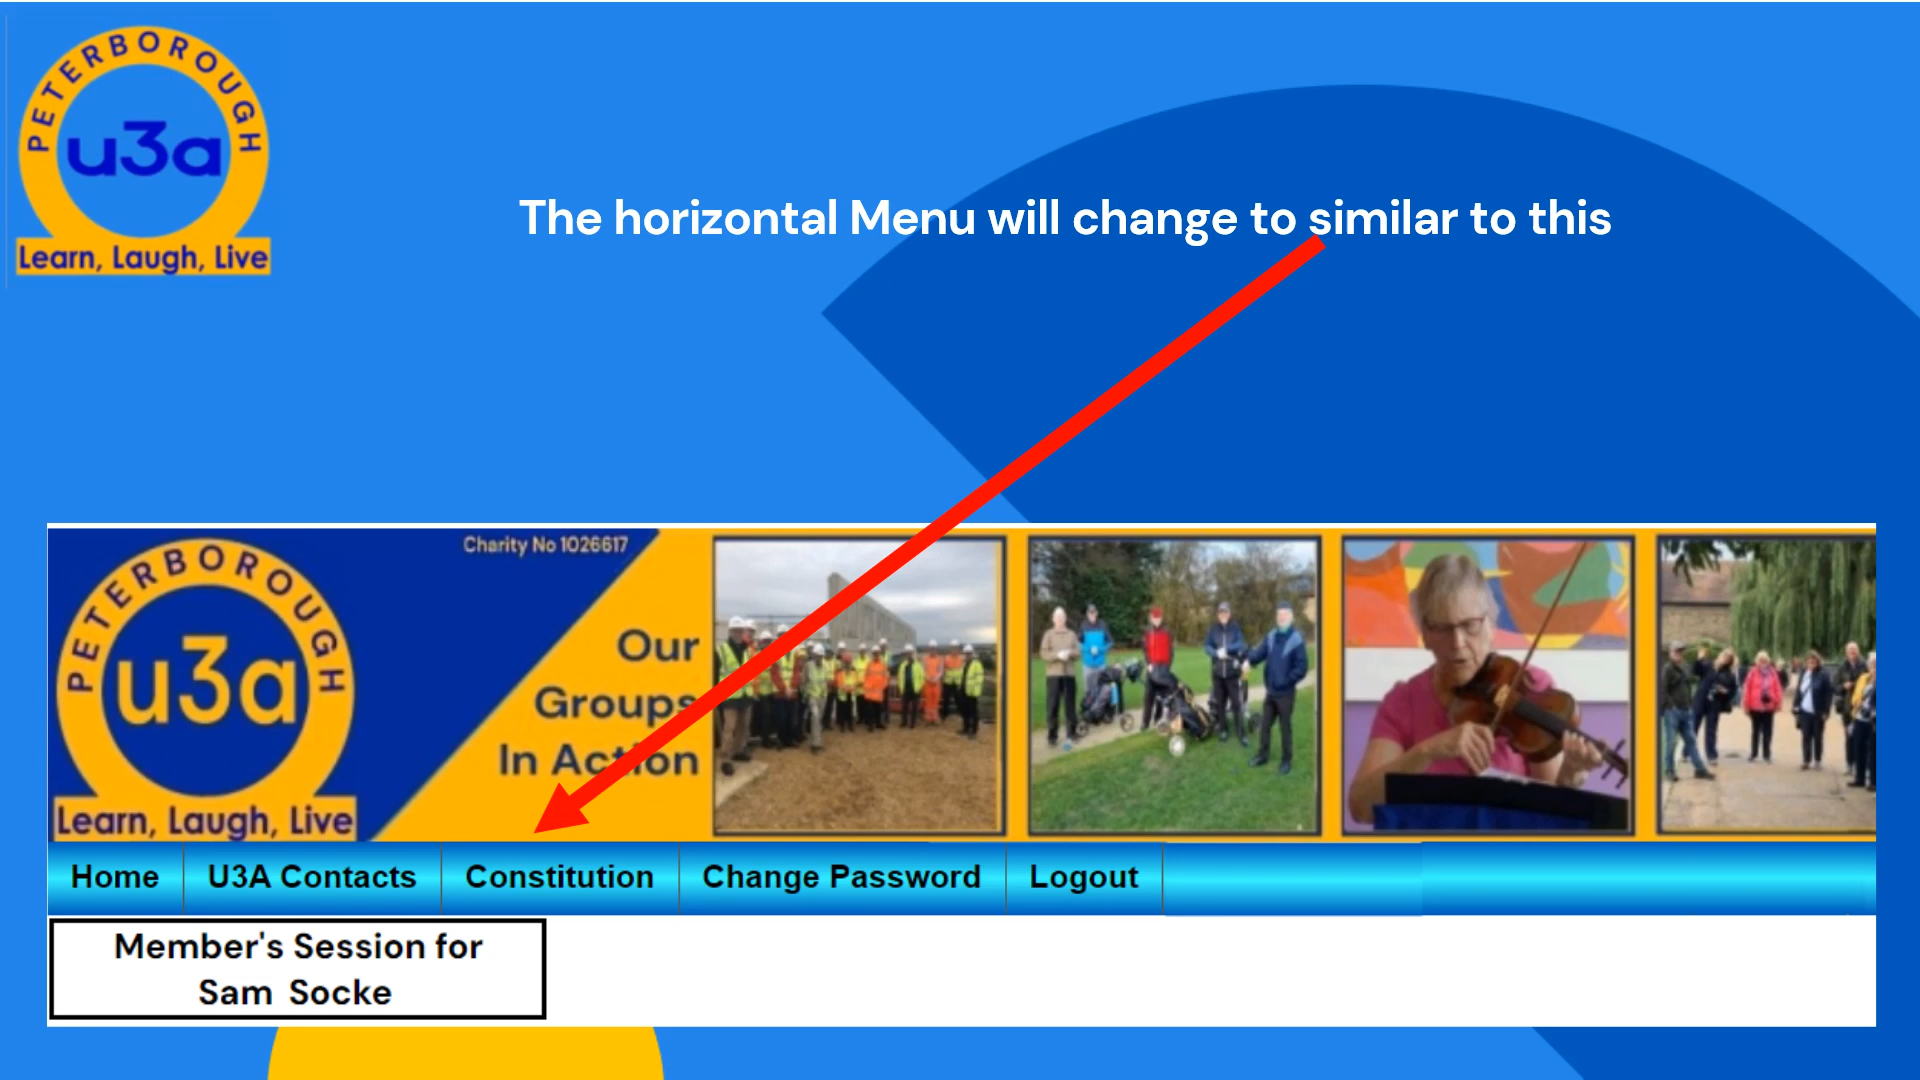 PETERBOROUGH
u3a
Learn, Laugh, Live
The horizontal Menu will change to similar to this
Charity No 1026617
PETERBOROUGH
u3a
Learn, Laugh, Live
Our
Groups
In Action
Home U3A Contacts Constitution Change Password Logout
Member's Session for
Sam Socke